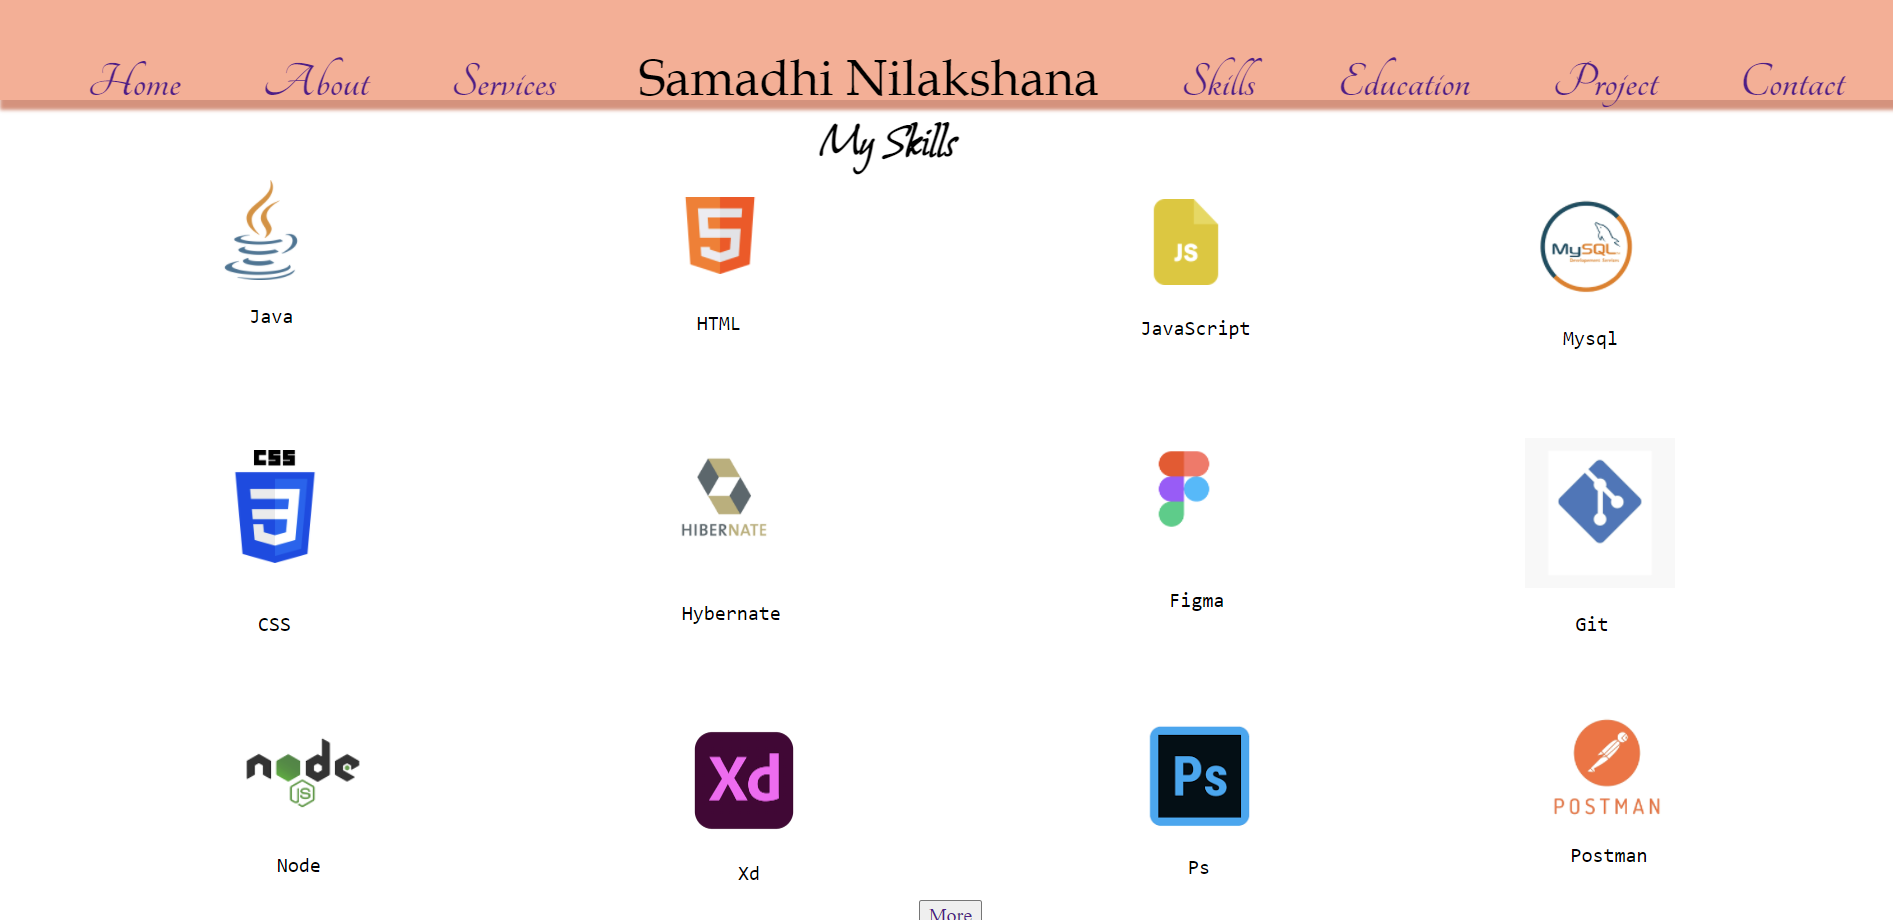 Home About Services Samadhi Nilakshana Skills Education Project Contact
My Skills
5 JS MySQL
Java HTML JavaScript Mysql
CSS
3
HIBERNATE
CSS Hybernate Figma Git
node
JS
Xd Ps
POSTMAN
Node Xd Ps Postman
More